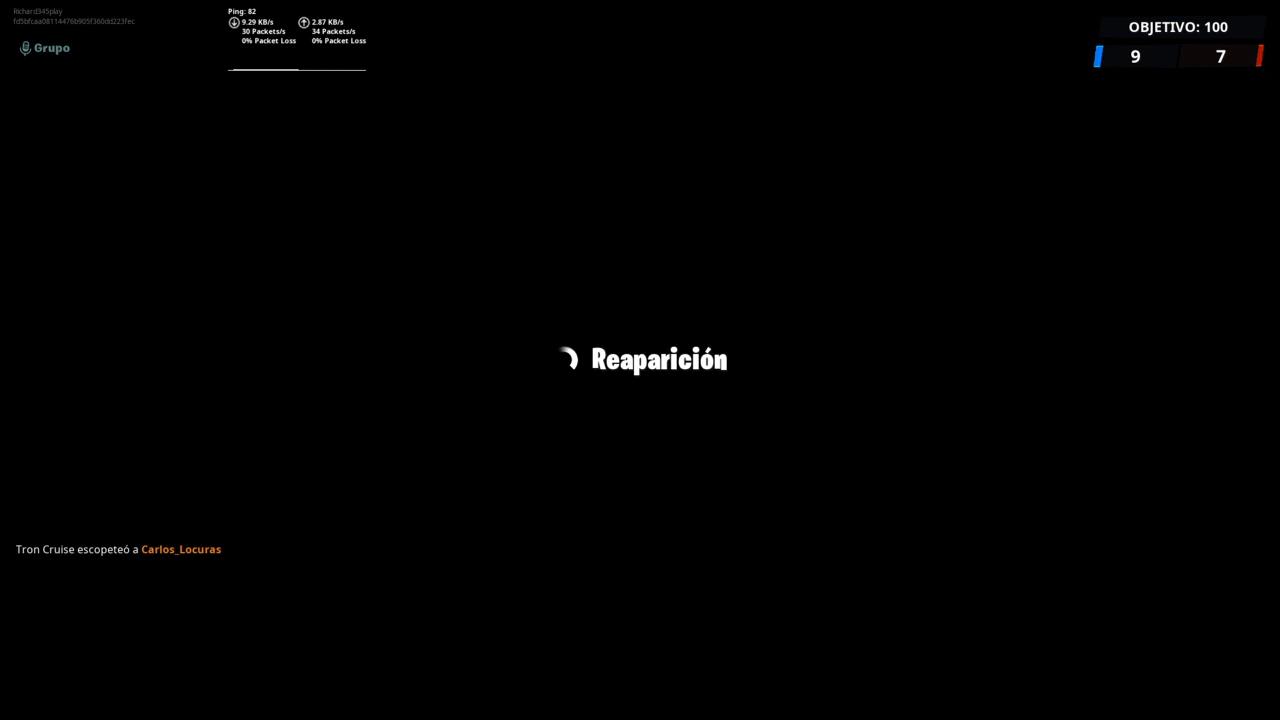 Richard345play
fd5bfcaa08114476b905f360dd223fec
Grupo
Ping: 82
9.29 KB/s
30 Packets/s
0% Packet Loss
2.87 KB/s
34 Packets/s
0% Packet Loss
OBJETIVO: 100
9 7
Reaparición
Tron Cruise escopeteó a Carlos_Locuras